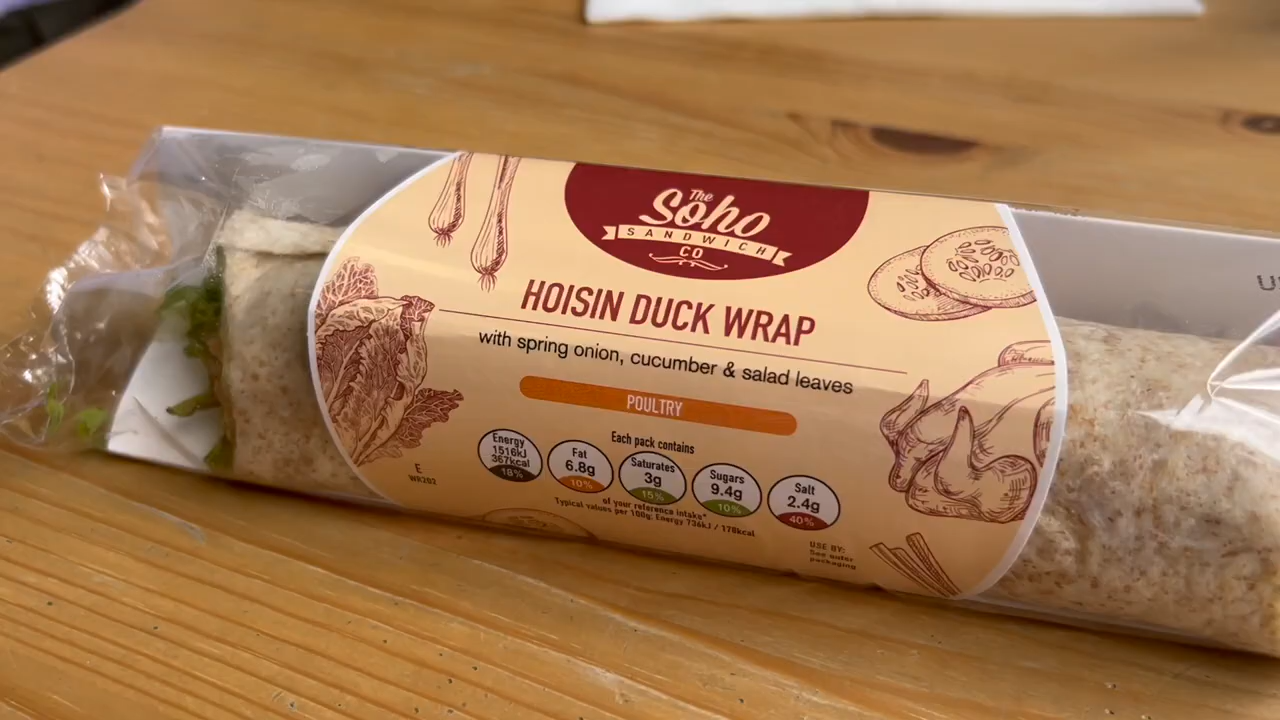 The
Soho
SANDWICH
CO
HOISIN DUCK WRAP
with spring onion, cucumber & salad leaves
POULTRY
Each pack contains
Energy
1516kJ
367kcal
18%
Fat
6.8g
10%
Saturates
3g
15%
Sugars
9.4g
10%
Salt
2.4g
40%
of your reference intake*
Typical values per 100g: Energy 736kJ / 178kcal
E
WR202
USE BY:
See outer
packaging